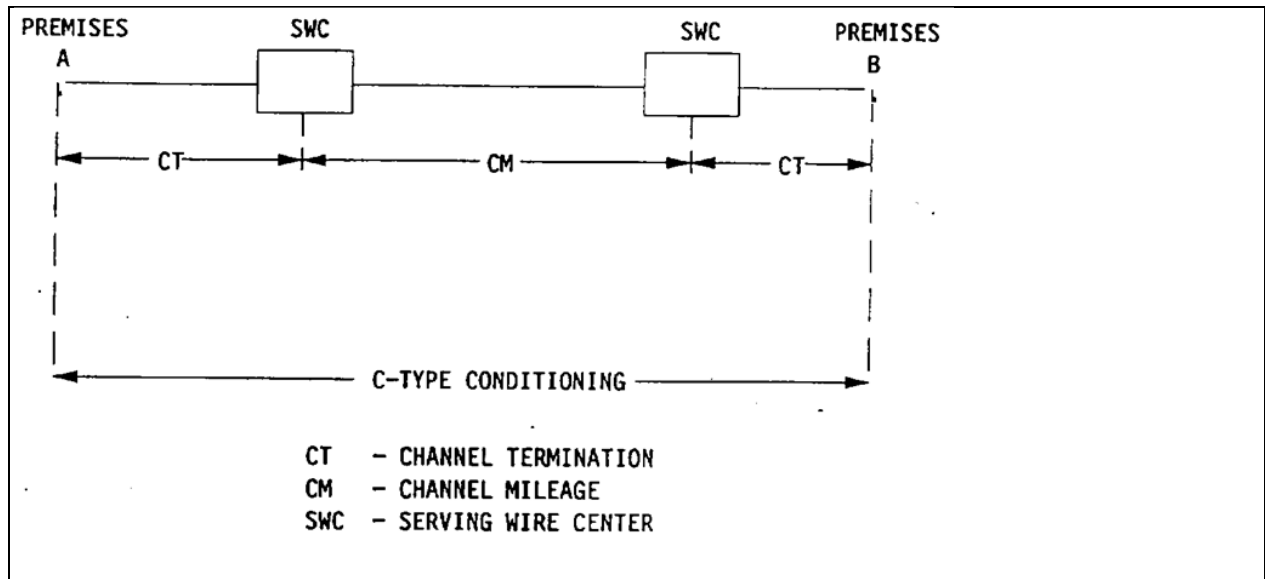 PREMISES SWC SWC PREMISES
A B
CT CM CT
C-TYPE CONDITIONING
CT - CHANNEL TERMINATION
CM - CHANNEL MILEAGE
SWC - SERVING WIRE CENTER